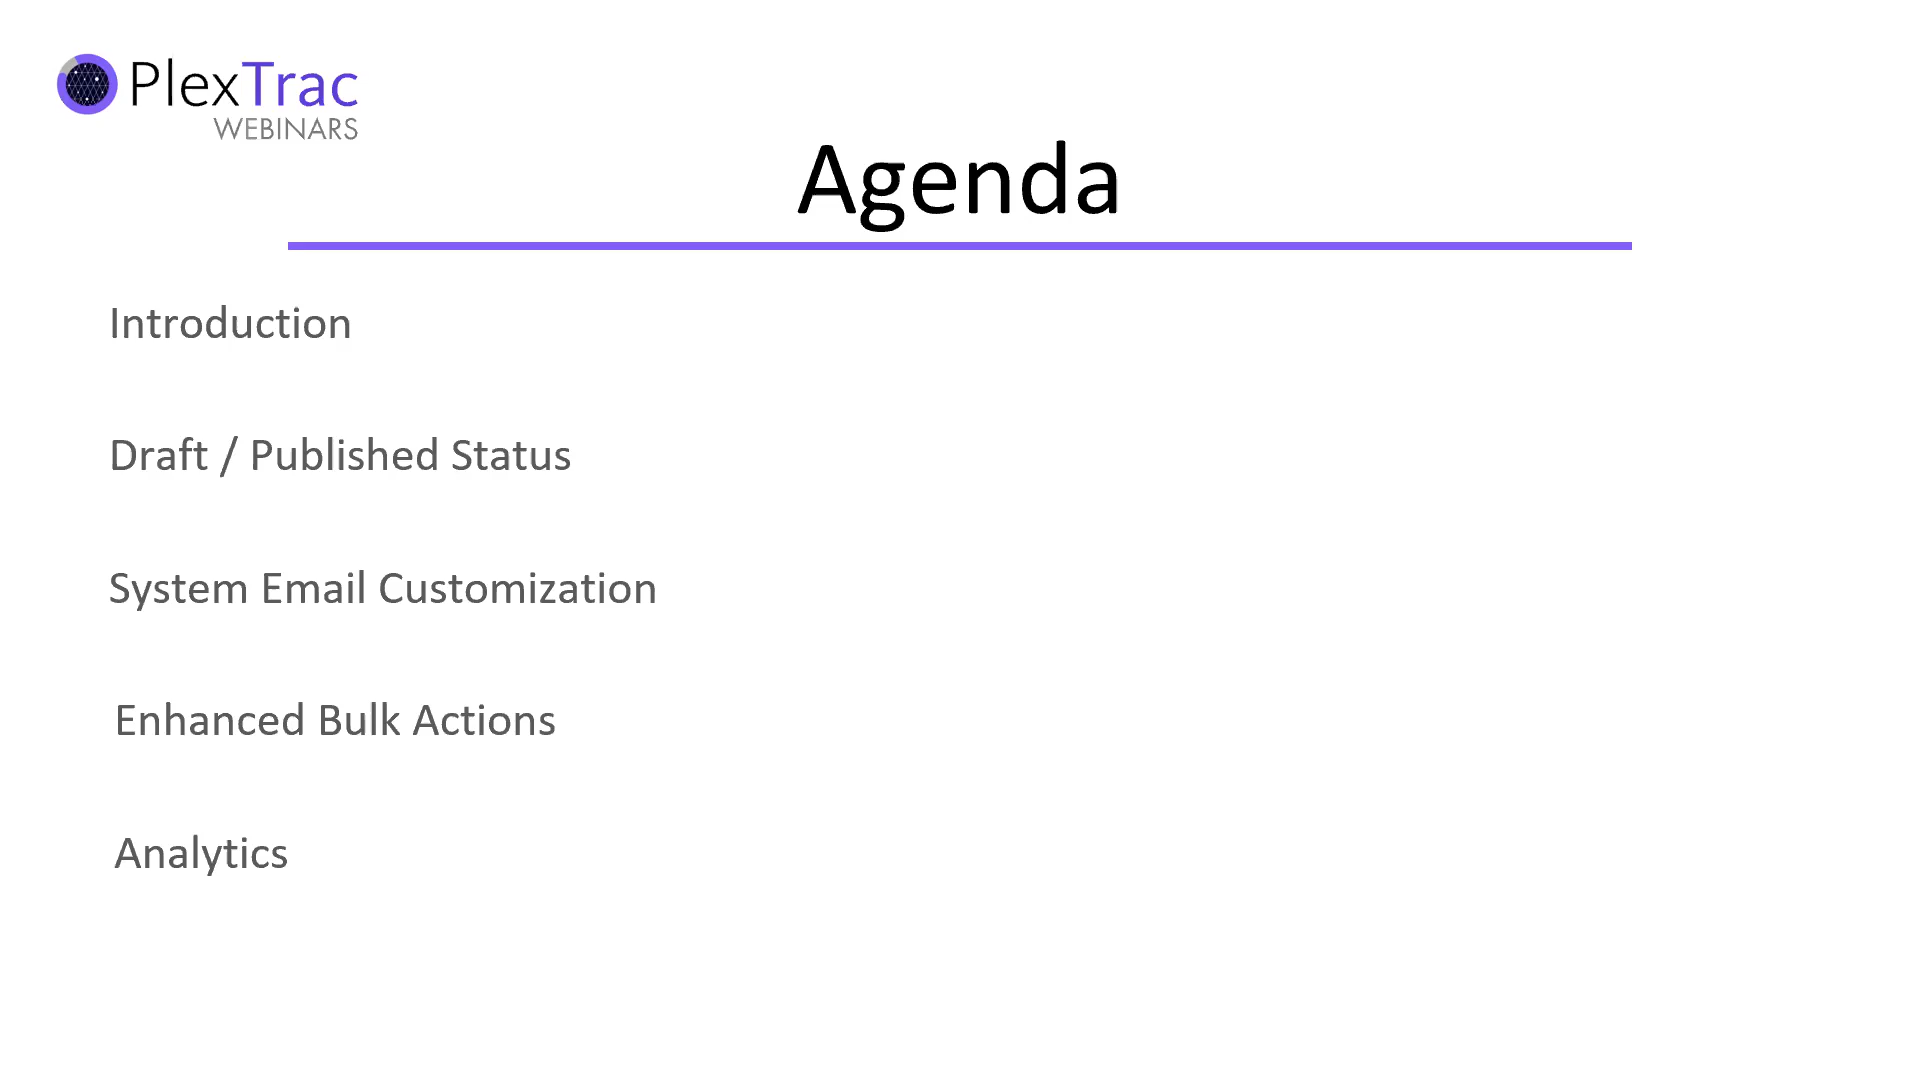 PlexTrac
WEBINARS
Agenda
Introduction
Draft / Published Status
System Email Customization
Enhanced Bulk Actions
Analytics